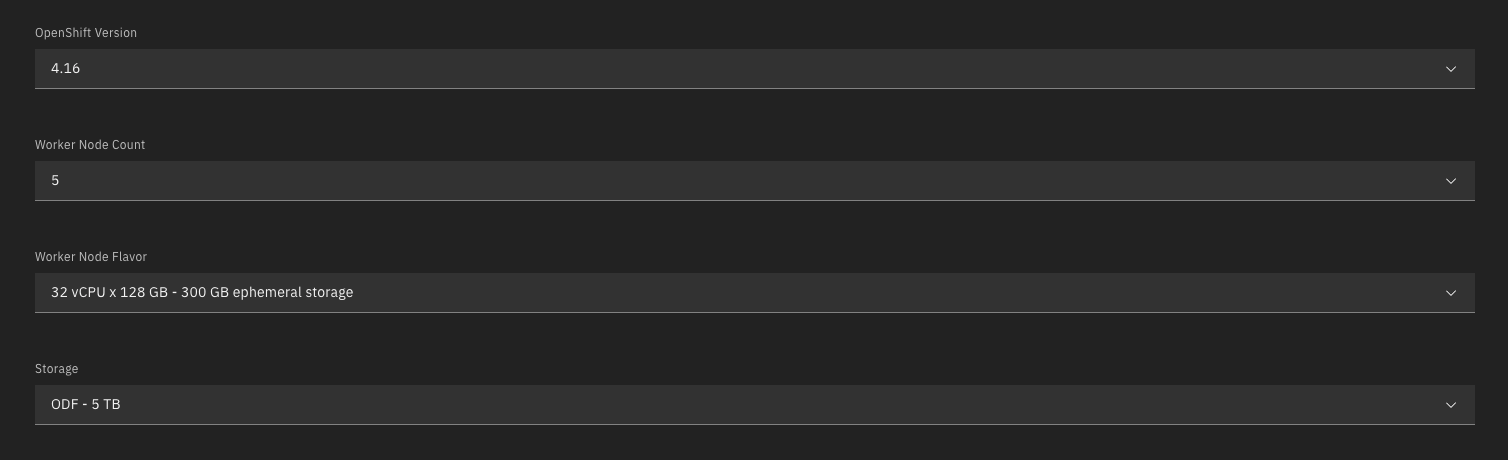 OpenShift Version
4.16
Worker Node Count
5
Worker Node Flavor
32 vCPU x 128 GB - 300 GB ephemeral storage
Storage
ODF - 5 TB